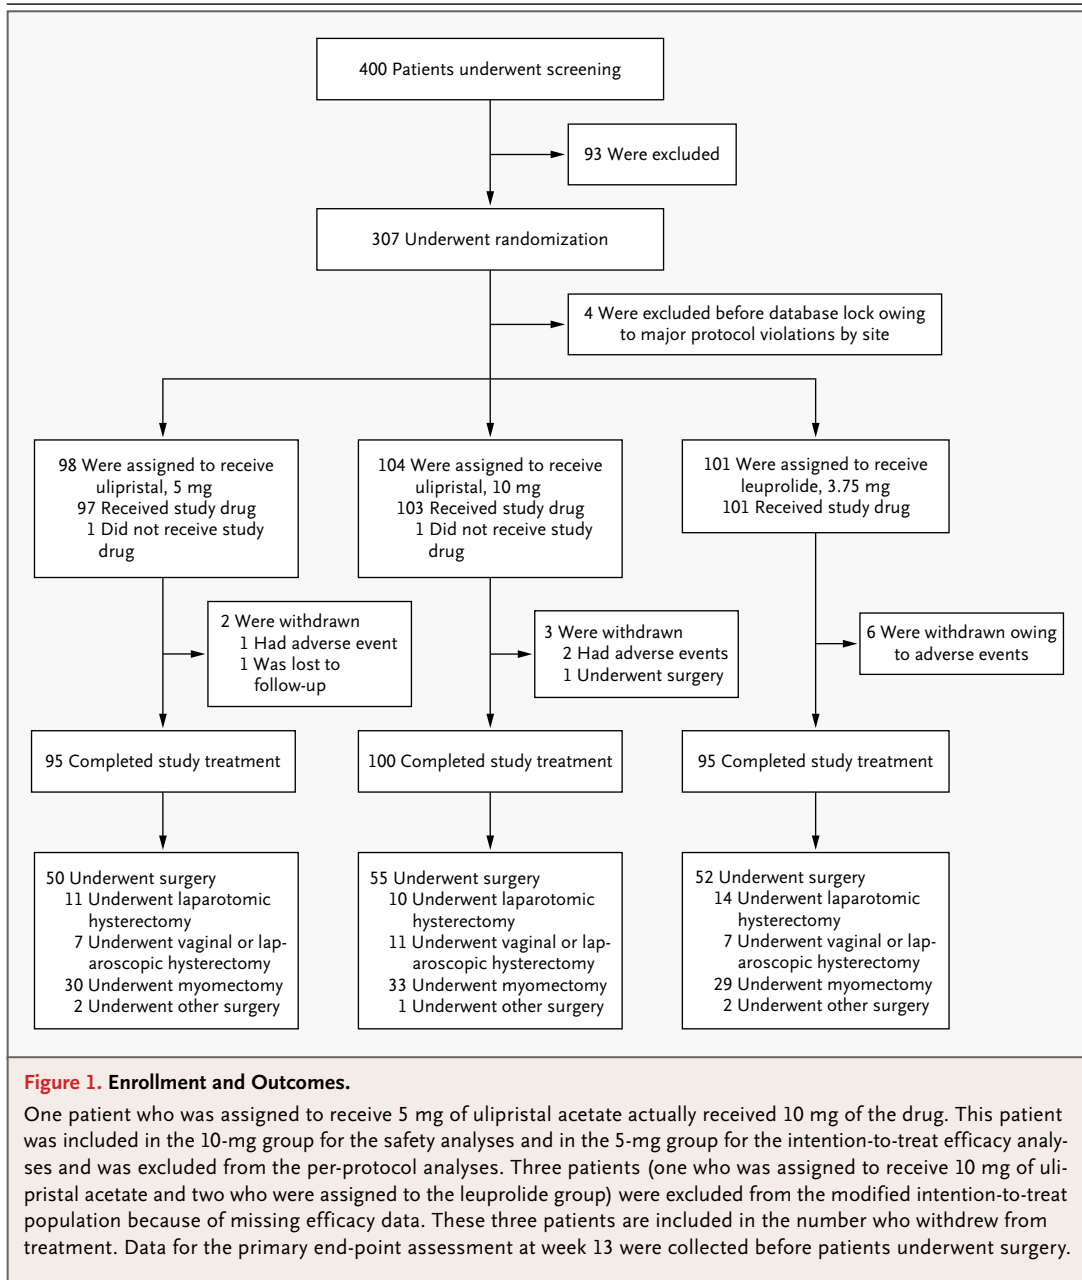 400 Patients underwent screening
93 Were excluded
307 Underwent randomization
4 Were excluded before database lock owing
to major protocol violations by site
98 Were assigned to receive
ulipristal, 5 mg
97 Received study drug
1 Did not receive study
drug
104 Were assigned to receive
ulipristal, 10 mg
103 Received study drug
1 Did not receive study
drug
101 Were assigned to receive
leuprolide, 3.75 mg
101 Received study drug
2 Were withdrawn
1 Had adverse event
1 Was lost to
follow-up
3 Were withdrawn
2 Had adverse events
1 Underwent surgery
6 Were withdrawn owing
to adverse events
95 Completed study treatment
100 Completed study treatment
95 Completed study treatment
50 Underwent surgery
11 Underwent laparotomic
hysterectomy
7 Underwent vaginal or lap-
aroscopic hysterectomy
30 Underwent myomectomy
2 Underwent other surgery
55 Underwent surgery
10 Underwent laparotomic
hysterectomy
11 Underwent vaginal or lap-
aroscopic hysterectomy
33 Underwent myomectomy
1 Underwent other surgery
52 Underwent surgery
14 Underwent laparotomic
hysterectomy
7 Underwent vaginal or lap-
aroscopic hysterectomy
29 Underwent myomectomy
2 Underwent other surgery
Figure 1. Enrollment and Outcomes.
One patient who was assigned to receive 5 mg of ulipristal acetate actually received 10 mg of the drug. This patient
was included in the 10-mg group for the safety analyses and in the 5-mg group for the intention-to-treat efficacy analy-
ses and was excluded from the per-protocol analyses. Three patients (one who was assigned to receive 10 mg of uli-
pristal acetate and two who were assigned to the leuprolide group) were excluded from the modified intention-to-treat
population because of missing efficacy data. These three patients are included in the number who withdrew from
treatment. Data for the primary end-point assessment at week 13 were collected before patients underwent surgery.